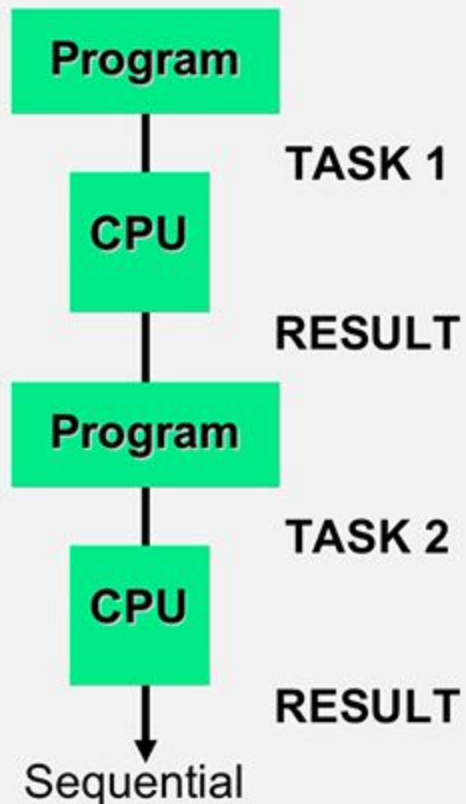 Program
TASK 1
CPU
RESULT
Program
TASK 2
CPU
RESULT
Sequential